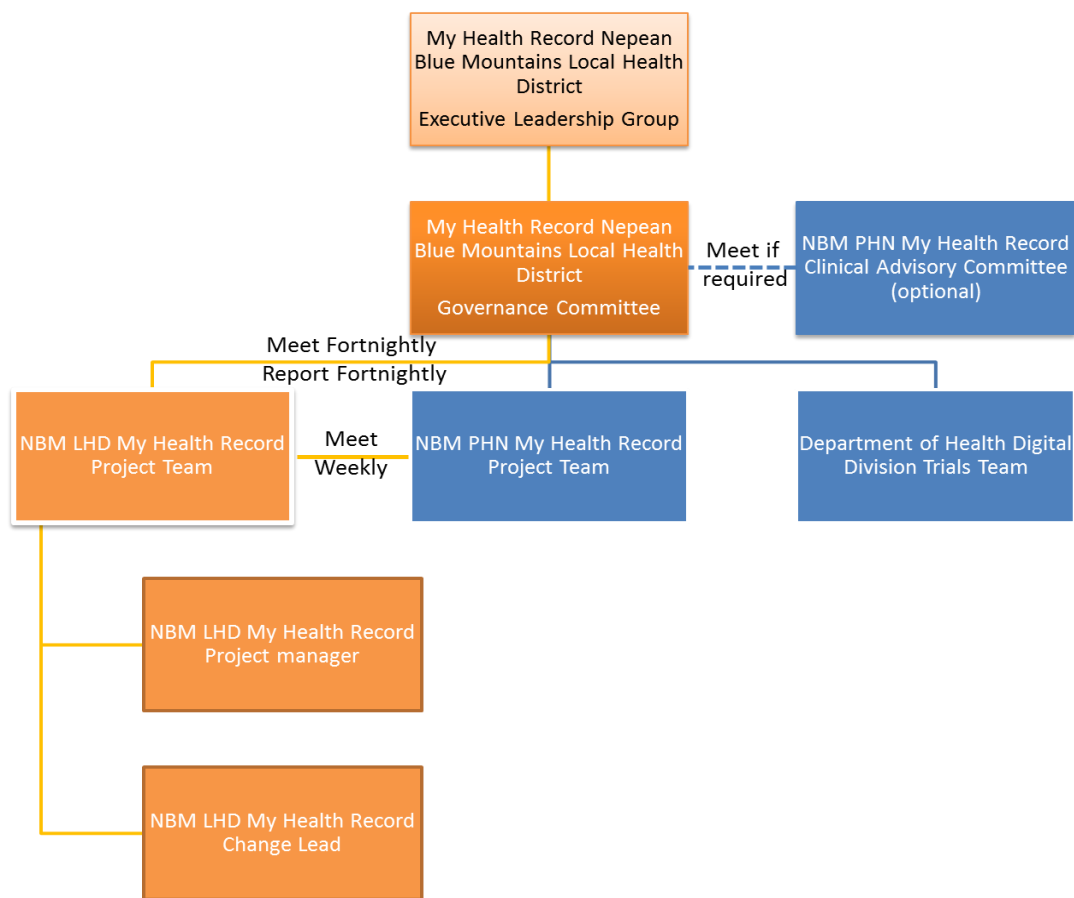 My Health Record Nepean
Blue Mountains Local Health
District
Executive Leadership Group
My Health Record Nepean
Blue Mountains Local Health
District
Governance Committee
Meet if
required
NBM PHN My Health Record
Clinical Advisory Committee
(optional)
Meet Fortnightly
Report Fortnightly
NBM LHD My Health Record
Project Team
Meet
Weekly
NBM PHN My Health Record
Project Team
Department of Health Digital
Division Trials Team
NBM LHD My Health Record
Project manager
NBM LHD My Health Record
Change Lead